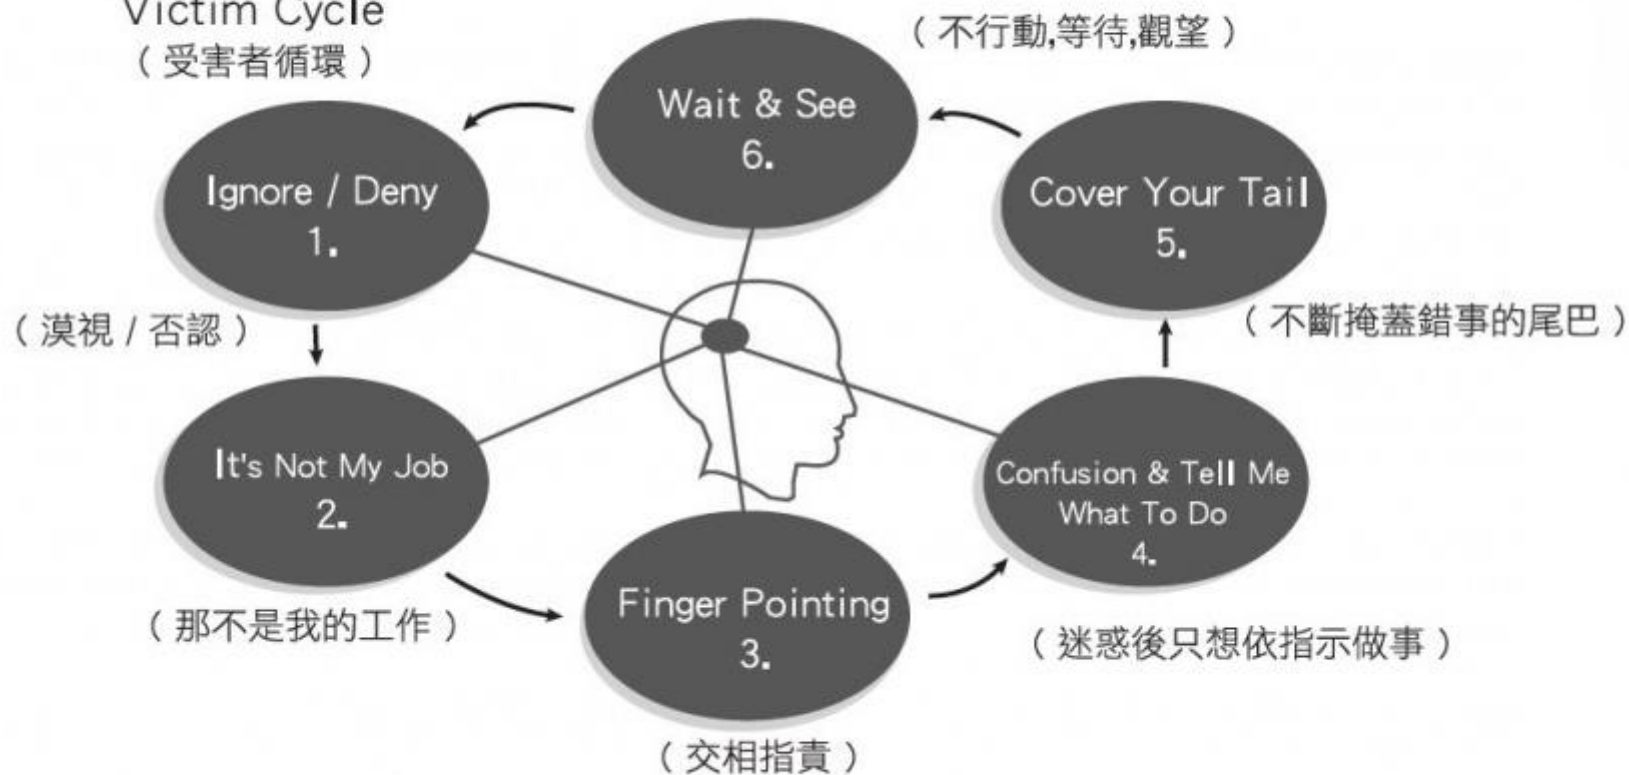 Victim Cycle
（ 受害者循環 ）
Ignore / Deny
1.
（ 漠視 / 否認 ）
It's Not My Job
2.
（ 那不是我的工作 ）
Finger Pointing
3.
（ 交相指責 ）
Confusion & Tell Me
What To Do
4.
（ 迷惑後只想依指示做事 ）
Cover Your Tail
5.
（ 不斷掩蓋錯事的尾巴 ）
Wait & See
6.
（ 不行動,等待,觀望 ）